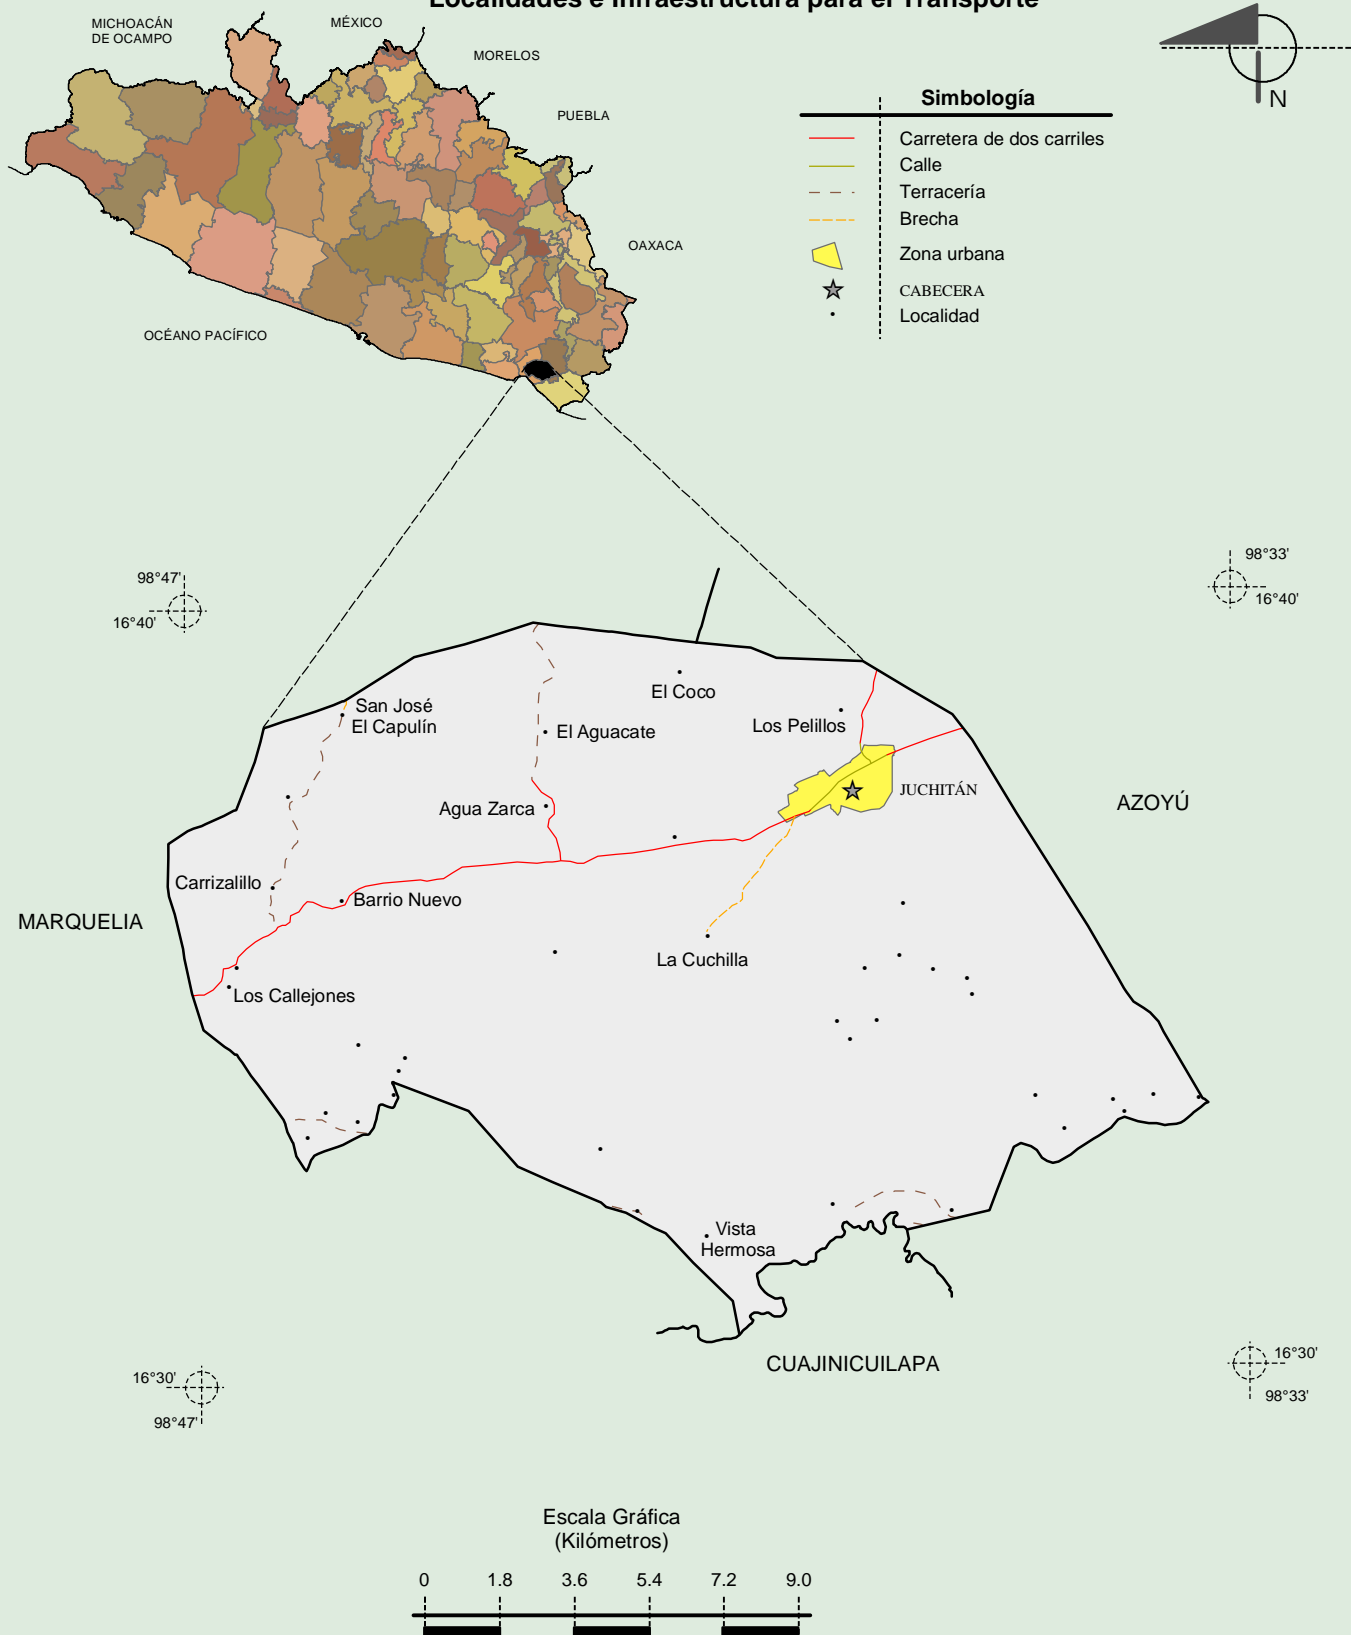 Localidades e Infraestructura para el Transporte
MICHOACÁN
DE OCAMPO
MÉXICO
MORELOS
PUEBLA
OAXACA
OCÉANO PACÍFICO
N
Simbología
Carretera de dos carriles
Calle
Terracería
Brecha
Zona urbana
CABECERA
Localidad
98°47'
16°40'
98°33'
16°40'
San José
El Capulín
El Coco
Los Pelillos
El Aguacate
JUCHITÁN
AZOYÚ
Agua Zarca
Carrizalillo
Barrio Nuevo
MARQUELIA
La Cuchilla
Los Callejones
Vista
Hermosa
CUAJINICUILAPA
16°30'
98°47'
16°30'
98°33'
Escala Gráfica
(Kilómetros)
0 1.8 3.6 5.4 7.2 9.0